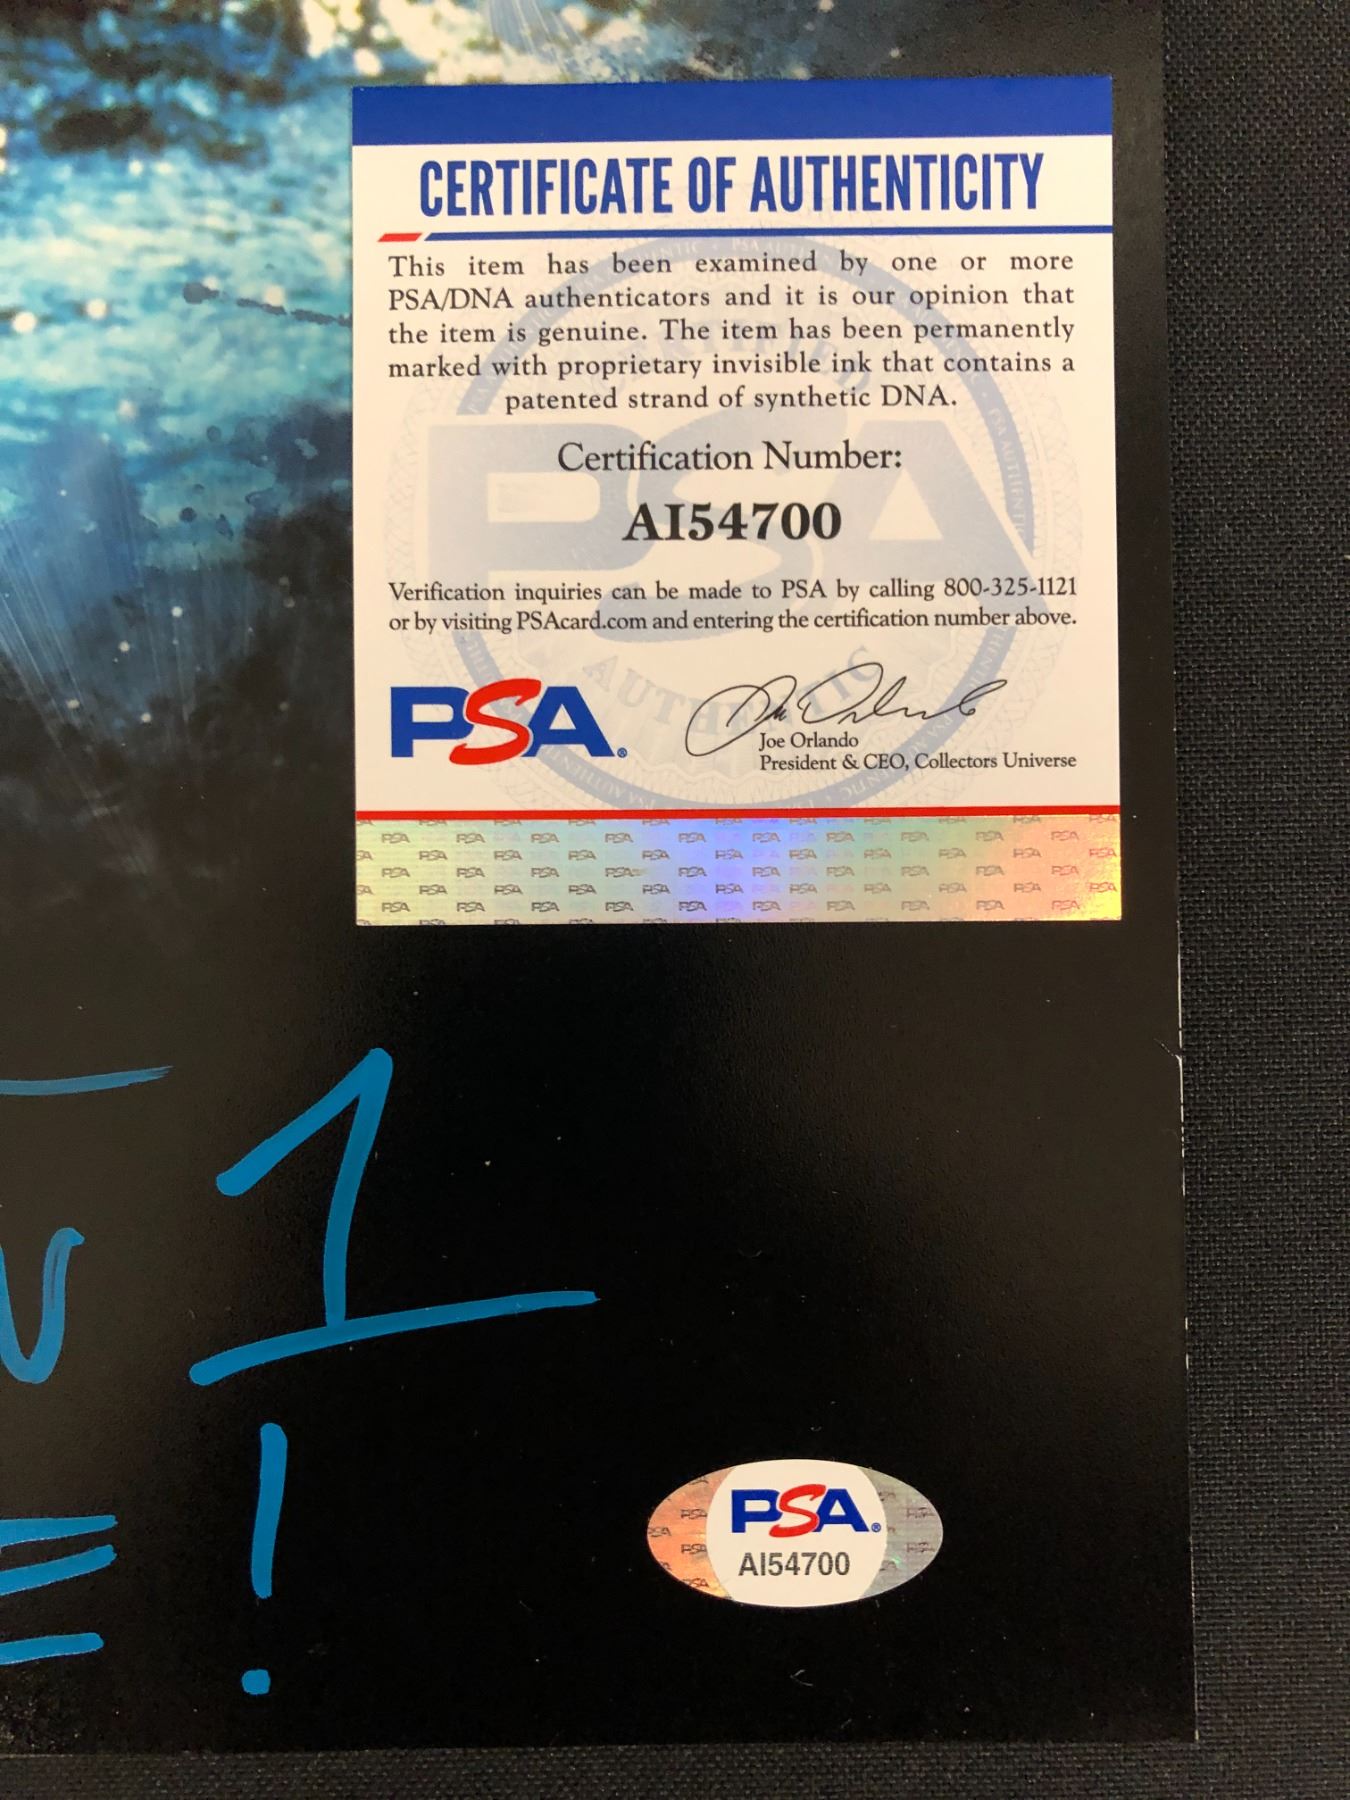 CERTIFICATE OF AUTHENTICITY
This item has been examined by one or more
PSA/DNA authenticators and it is our opinion that
the item is genuine. The item has been permanently
marked with proprietary invisible ink that contains a
patented strand of synthetic DNA.
Certification Number:
AI54700
Verification inquiries can be made to PSA by calling 800-325-1121
or by visiting PSAcard.com and entering the certification number above.
PSA®
Joe Orlando
President & CEO, Collectors Universe
1
!
PSA®
AI54700